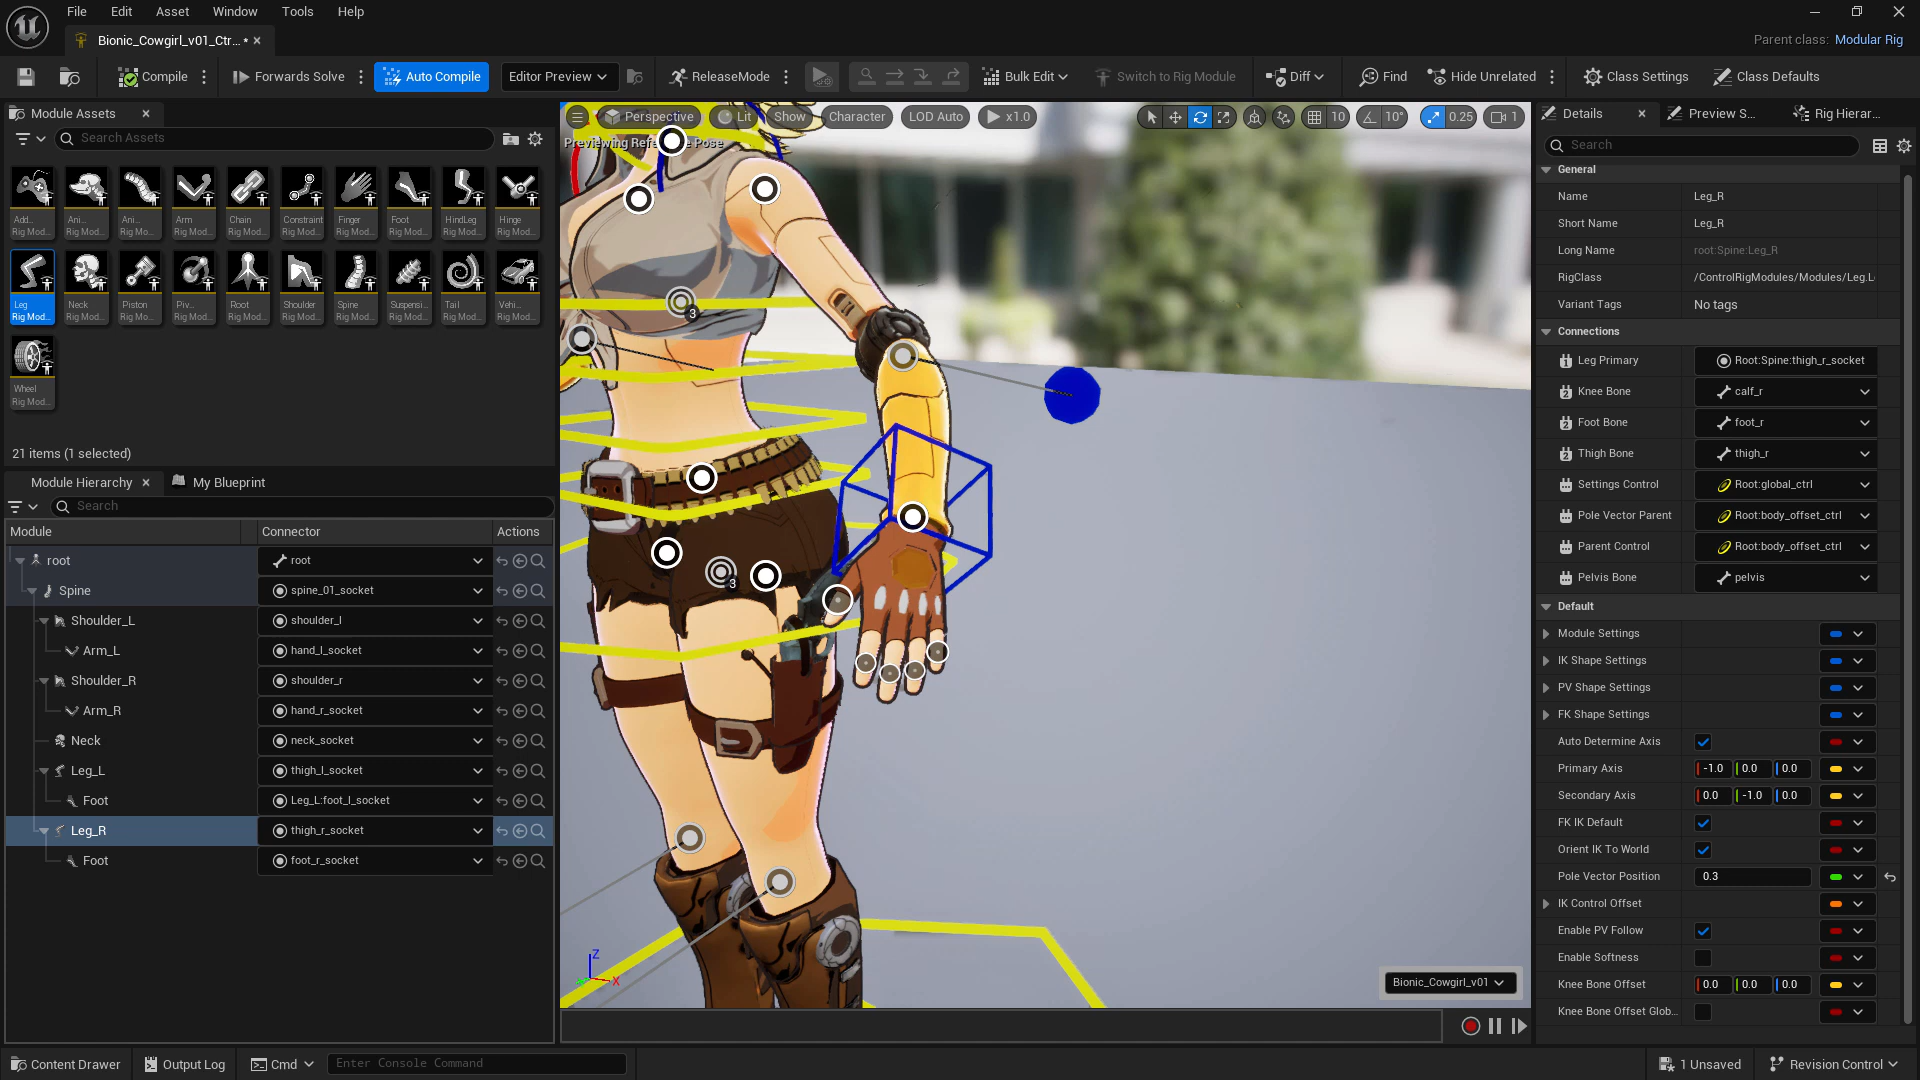 File Edit Asset Window Tools Help
Bionic_Cowgirl_v01_Ctr... •
Parent class: Modular Rig
Compile Forwards Solve Auto Compile Editor Preview ReleaseMode Bulk Edit Switch to Rig Module Diff Find Hide Unrelated Class Settings Class Defaults
Module Assets
Search Assets
Add... Ani... Ani... Arm Chain Constraint Finger Foot HindLeg Hinge
Rig Mod... Rig Mod... Rig Mod... Rig Mod... Rig Mod... Rig Mod... Rig Mod... Rig Mod... Rig Mod... Rig Mod...
Leg Neck Piston Piv... Root Shoulder Spine Suspensi... Tail Vehi...
Rig Mod... Rig Mod... Rig Mod... Rig Mod... Rig Mod... Rig Mod... Rig Mod... Rig Mod... Rig Mod... Rig Mod...
Wheel
Rig Mod...
21 items (1 selected)
Module Hierarchy My Blueprint
Search
Module Connector Actions
root root
Spine spine_01_socket
Shoulder_L shoulder_l
Arm_L hand_l_socket
Shoulder_R shoulder_r
Arm_R hand_r_socket
Neck neck_socket
Leg_L thigh_l_socket
Foot Leg_L:foot_l_socket
Leg_R thigh_r_socket
Foot foot_r_socket
Perspective Lit Show Character LOD Auto x1.0 10 10° 0.25 1
Previewing Refe Pose
3
3
Z
X
Bionic_Cowgirl_v01
Details Preview S... Rig Hierar...
Search
General
Name Leg_R
Short Name Leg_R
Long Name root:Spine:Leg_R
RigClass /ControlRigModules/Modules/Leg.L
Variant Tags No tags
Connections
1 Leg Primary Root:Spine:thigh_r_socket
2 Knee Bone calf_r
2 Foot Bone foot_r
2 Thigh Bone thigh_r
Settings Control Root:global_ctrl
Pole Vector Parent Root:body_offset_ctrl
Parent Control Root:body_offset_ctrl
Pelvis Bone pelvis
Default
Module Settings
IK Shape Settings
PV Shape Settings
FK Shape Settings
Auto Determine Axis
Primary Axis -1.0 0.0 0.0
Secondary Axis 0.0 -1.0 0.0
FK IK Default
Orient IK To World
Pole Vector Position 0.3
IK Control Offset
Enable PV Follow
Enable Softness
Knee Bone Offset 0.0 0.0 0.0
Knee Bone Offset Glob...
Content Drawer Output Log Cmd Enter Console Command 1 Unsaved Revision Control